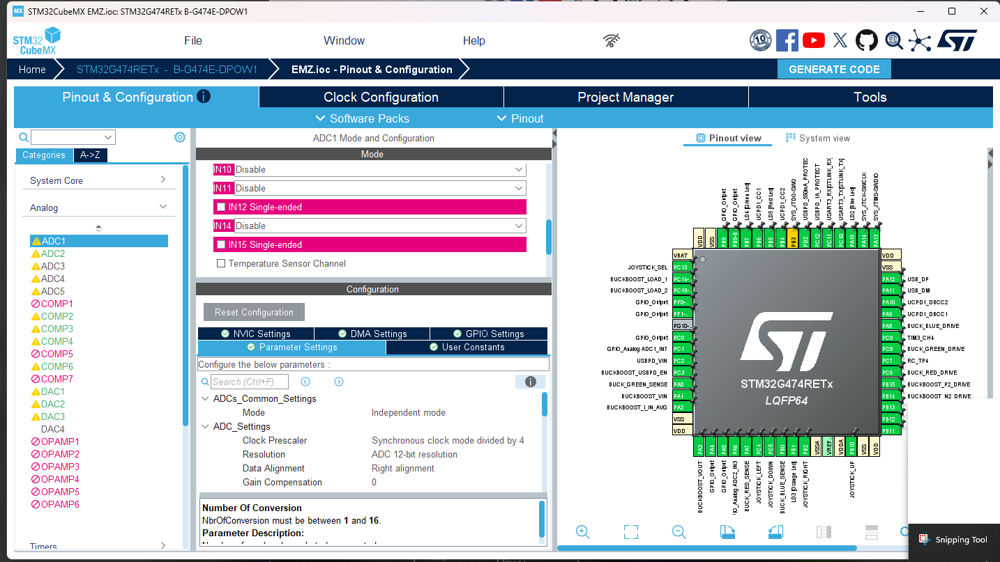 STM32CubeMX EMZ.ioc: STM32G474RETx B-G474E-DPOW1
STM32
CubeMX
File
Window
Help
Home
STM32G474RETx - B-G474E-DPOW1
EMZ.ioc - Pinout & Configuration
GENERATE CODE
Pinout & Configuration
Clock Configuration
Project Manager
Tools
Software Packs
Pinout
Categories
A->Z
System Core
Analog
ADC1
ADC2
ADC3
ADC4
ADC5
COMP1
COMP2
COMP3
COMP4
COMP5
COMP6
COMP7
DAC1
DAC2
DAC3
DAC4
OPAMP1
OPAMP2
OPAMP3
OPAMP4
OPAMP5
OPAMP6
Timers
ADC1 Mode and Configuration
Mode
IN10 Disable
IN11 Disable
IN12 Single-ended
IN14 Disable
IN15 Single-ended
Temperature Sensor Channel
Configuration
Reset Configuration
NVIC Settings
DMA Settings
GPIO Settings
Parameter Settings
User Constants
Configure the below parameters :
Search (Ctrl+F)
ADCs_Common_Settings
Mode Independent mode
ADC_Settings
Clock Prescaler Synchronous clock mode divided by 4
Resolution ADC 12-bit resolution
Data Alignment Right alignment
Gain Compensation 0
Number Of Conversion
NbrOfConversion must be between 1 and 16.
Parameter Description:
Pinout view
System view
GPIO_Output
GPIO_Output
LD4 [Green Led]
UCPD1_CC1
LD5 [Red Led]
UCPD1_CC2
SYS_JTDO-SWO
USBPD_550mA_PROTEC
USBPD_1A_PROTECT
USART3_RX[STLINK_RX]
USART3_TX[STLINK_TX]
LD2 [Blue Led]
SYS_JTCK-SWCLK
SYS_JTMS-SWDIO
VDD
VSS
PB9
PB8-B..
PB7
PB6
PB5
PB4
PB3
PD2
PC12
PC11
PC10
PA15
PA14
PA13
VBAT
JOYSTICK_SEL PC13
BUCKBOOST_LOAD_1 PC14-..
BUCKBOOST_LOAD_2 PC15-..
GPIO_Output PF0-..
GPIO_Output PF1-..
PG10-..
GPIO_Output PC0
GPIO_Analog ADC1_IN7 PC1
USBPD_VIN PC2
BUCKBOOST_USBPD_EN PC3
BUCK_GREEN_SENSE PA0
BUCKBOOST_VIN PA1
BUCKBOOST_I_IN_AVG PA2
VSS
VDD
STM32G474RETx
LQFP64
VDD
VSS
PA12 USB_DP
PA11 USB_DM
PA10 UCPD1_DBCC2
PA9 UCPD1_DBCC1
PA8 BUCK_BLUE_DRIVE
PC9 TIM3_CH4
PC8 BUCK_GREEN_DRIVE
PC7 RC_TP4
PC6 BUCK_RED_DRIVE
PB15 BUCKBOOST_P2_DRIVE
PB14 BUCKBOOST_N2_DRIVE
PB13
PB12
PB11
PA3
PA4
PA5
PA6
PA7
PC4
PC5
PB0
PB1
PB2
VSSA
VREF..
VDDA
PB10
VSS
VDD
BUCKBOOST_VOUT
GPIO_Output
GPIO_Output
IO_Analog ADC2_IN3
BUCK_RED_SENSE
JOYSTICK_LEFT
JOYSTICK_DOWN
BUCK_BLUE_SENSE
LD3 [Orange Led]
JOYSTICK_RIGHT
JOYSTICK_UP
Snipping Tool